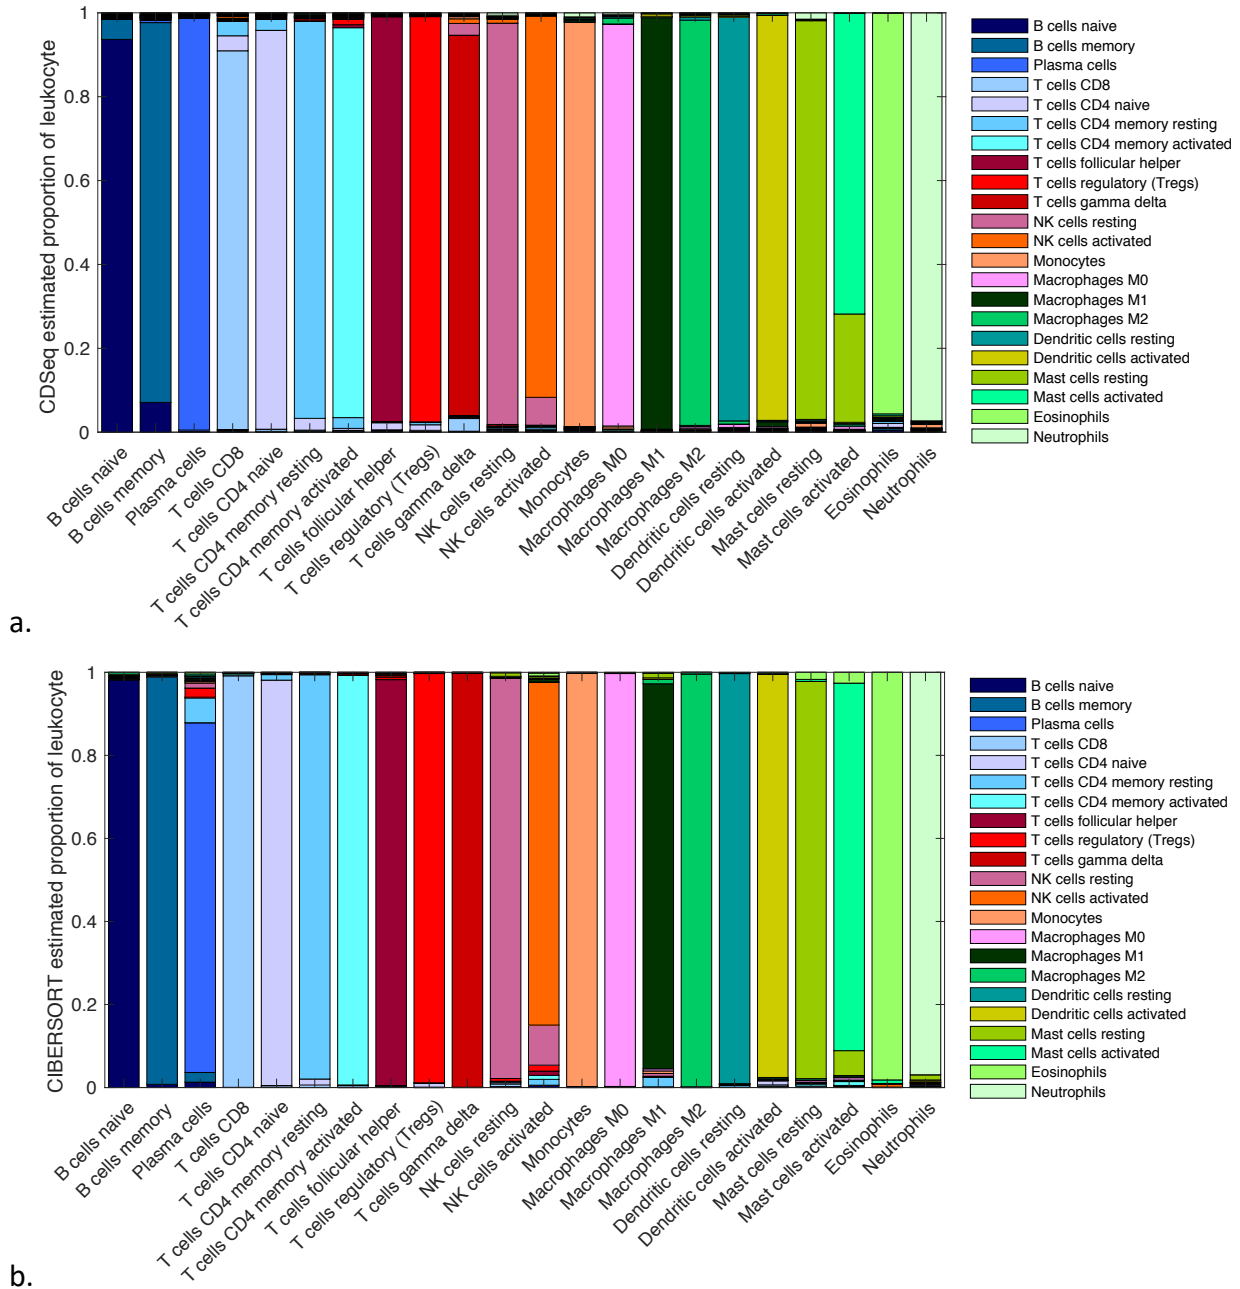 CDSeq estimated proportion of leukocyte
1
0.8
0.6
0.4
0.2
0
B cells naive
B cells memory
Plasma cells
T cells CD8
T cells CD4 naive
T cells CD4 memory resting
T cells CD4 memory activated
T cells follicular helper
T cells regulatory (Tregs)
T cells gamma delta
NK cells resting
NK cells activated
Monocytes
Macrophages M0
Macrophages M1
Macrophages M2
Dendritic cells resting
Dendritic cells activated
Mast cells resting
Mast cells activated
Eosinophils
Neutrophils
B cells naive
B cells memory
Plasma cells
T cells CD8
T cells CD4 naive
T cells CD4 memory resting
T cells CD4 memory activated
T cells follicular helper
T cells regulatory (Tregs)
T cells gamma delta
NK cells resting
NK cells activated
Monocytes
Macrophages M0
Macrophages M1
Macrophages M2
Dendritic cells resting
Dendritic cells activated
Mast cells resting
Mast cells activated
Eosinophils
Neutrophils
a.
CIBERSORT estimated proportion of leukocyte
1
0.8
0.6
0.4
0.2
0
B cells naive
B cells memory
Plasma cells
T cells CD8
T cells CD4 naive
T cells CD4 memory resting
T cells CD4 memory activated
T cells follicular helper
T cells regulatory (Tregs)
T cells gamma delta
NK cells resting
NK cells activated
Monocytes
Macrophages M0
Macrophages M1
Macrophages M2
Dendritic cells resting
Dendritic cells activated
Mast cells resting
Mast cells activated
Eosinophils
Neutrophils
B cells naive
B cells memory
Plasma cells
T cells CD8
T cells CD4 naive
T cells CD4 memory resting
T cells CD4 memory activated
T cells follicular helper
T cells regulatory (Tregs)
T cells gamma delta
NK cells resting
NK cells activated
Monocytes
Macrophages M0
Macrophages M1
Macrophages M2
Dendritic cells resting
Dendritic cells activated
Mast cells resting
Mast cells activated
Eosinophils
Neutrophils
b.